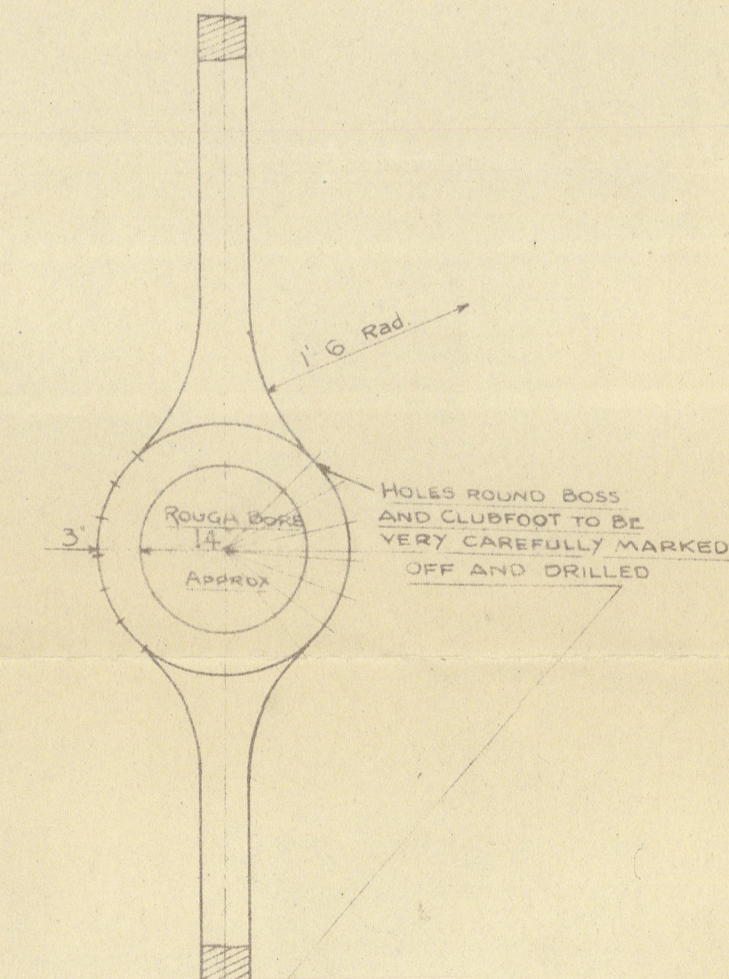 1' 6 Rad.
HOLES ROUND BOSS
AND CLUBFOOT TO BE
VERY CAREFULLY MARKED
OFF AND DRILLED
ROUGH BORE
14"
APPROX
3"